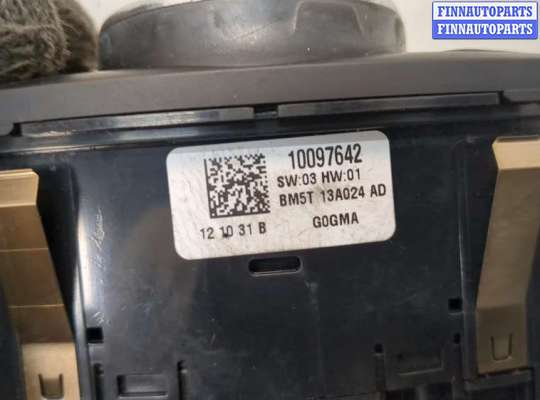 FINNAUTOPARTS
FINNAUTOPARTS
10097642
SW:03 HW:01
BM5T 13A024 AD
12 10 31 B
G0GMA